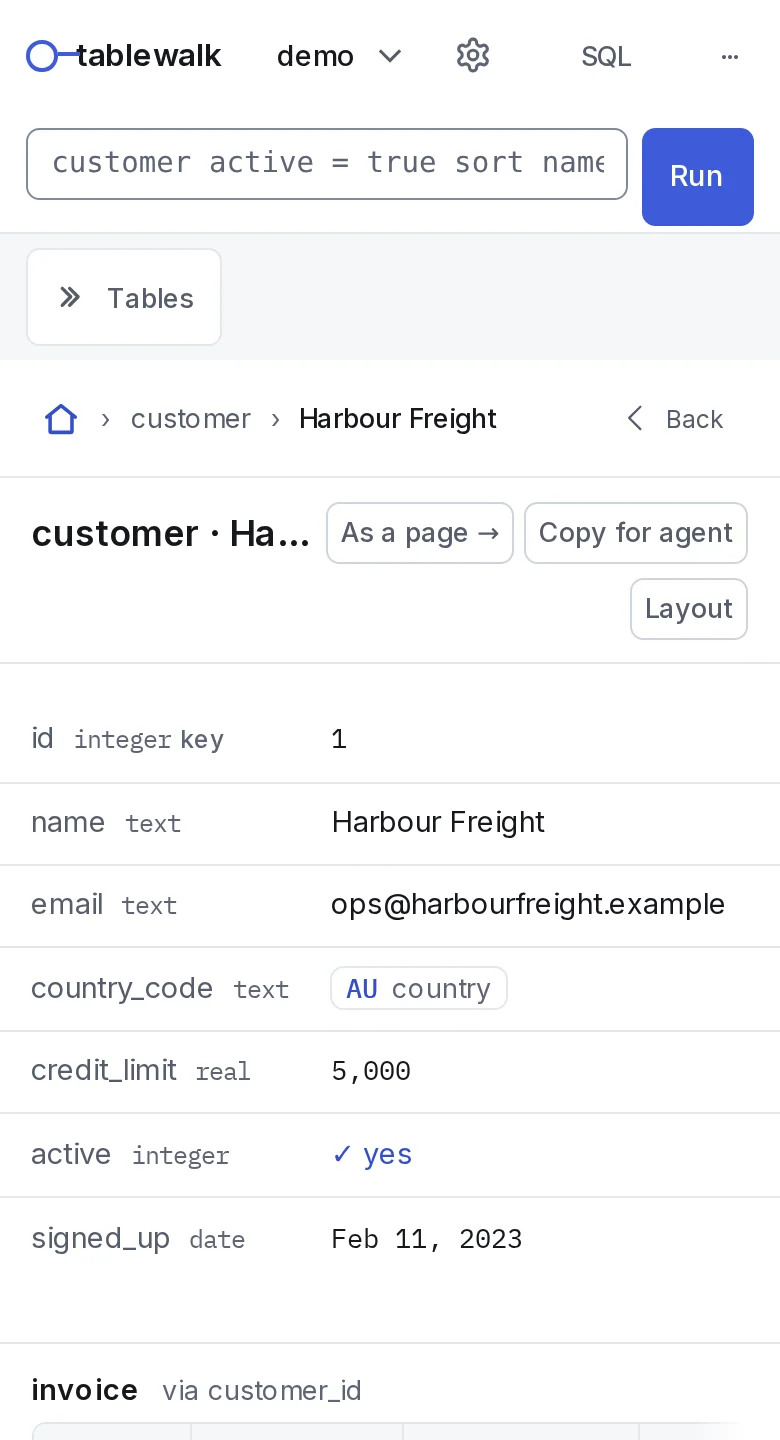 tablewalk demo SQL ...
customer active = true sort name Run
Tables
› customer › Harbour Freight Back
customer · Ha... As a page → Copy for agent
Layout
id integer key 1
name text Harbour Freight
email text ops@harbourfreight.example
country_code text AU country
credit_limit real 5,000
active integer ✓ yes
signed_up date Feb 11, 2023
invoice via customer_id